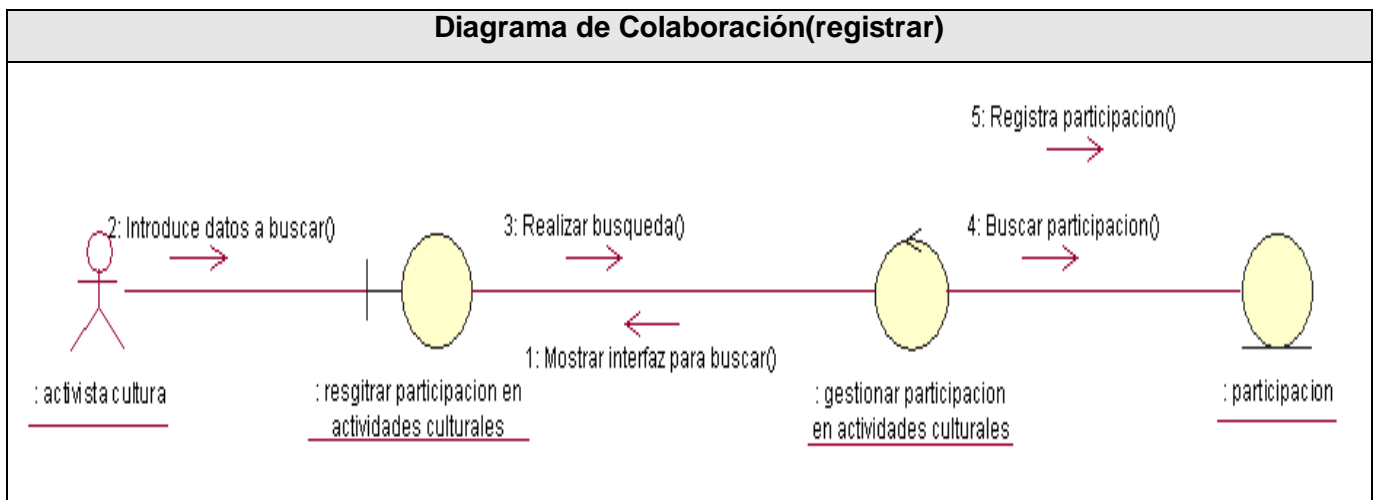 Diagrama de Colaboración(registrar)
5: Registra participacion()
2: Introduce datos a buscar()
3: Realizar busqueda()
4: Buscar participacion()
1: Mostrar interfaz para buscar()
: activista cultura
: resgitrar participacion en
actividades culturales
: gestionar participacion
en actividades culturales
: participacion